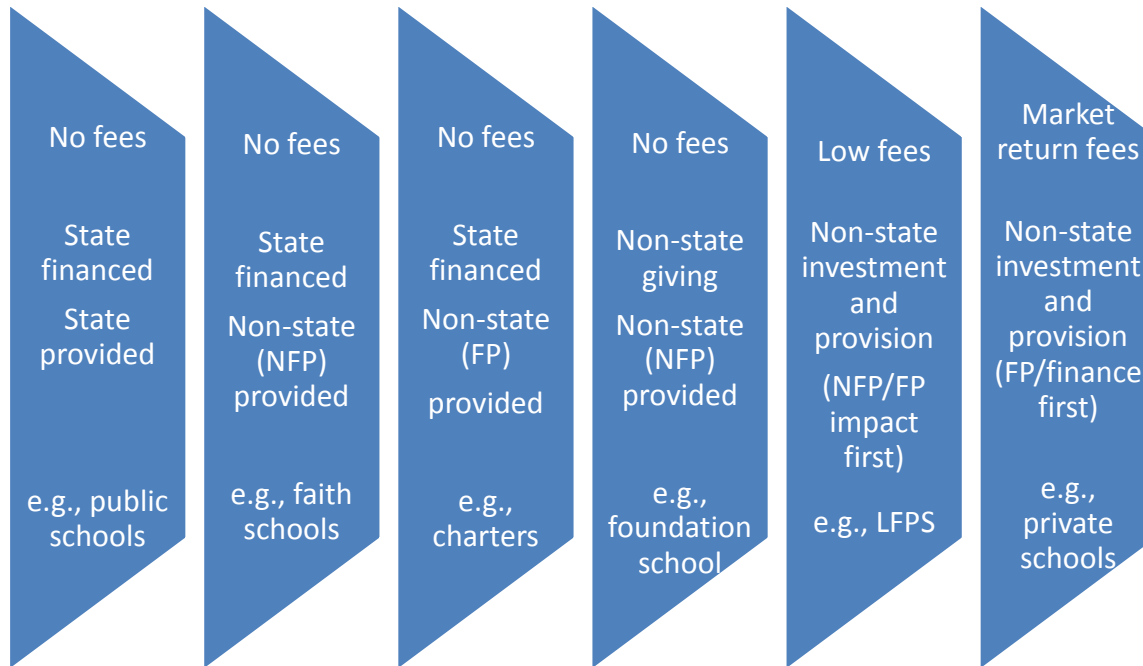 No fees
State
financed
State
provided
e.g., public
schools
No fees
State
financed
Non-state
(NFP)
provided
e.g., faith
schools
No fees
State
financed
Non-state
(FP)
provided
e.g.,
charters
No fees
Non-state
giving
Non-state
(NFP)
provided
e.g.,
foundation
school
Low fees
Non-state
investment
and
provision
(NFP/FP
impact
first)
e.g., LFPS
Market
return fees
Non-state
investment
and
provision
(FP/finance
first)
e.g.,
private
schools